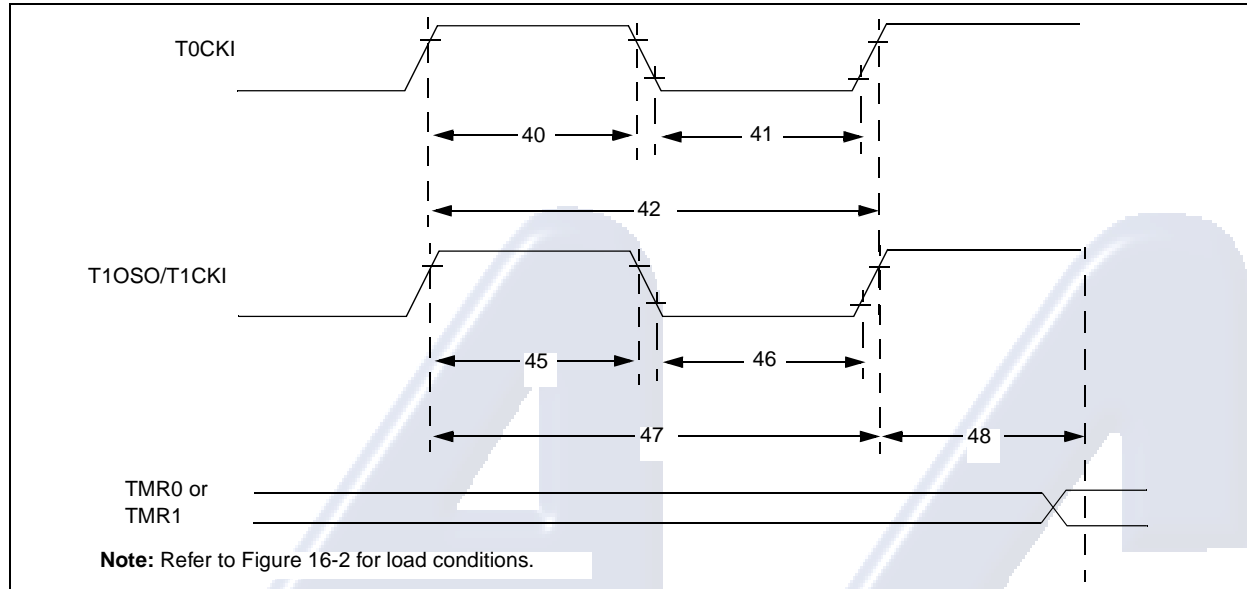 T0CKI
40
41
42
T1OSO/T1CKI
45
46
47
48
TMR0 or
TMR1
Note: Refer to Figure 16-2 for load conditions.